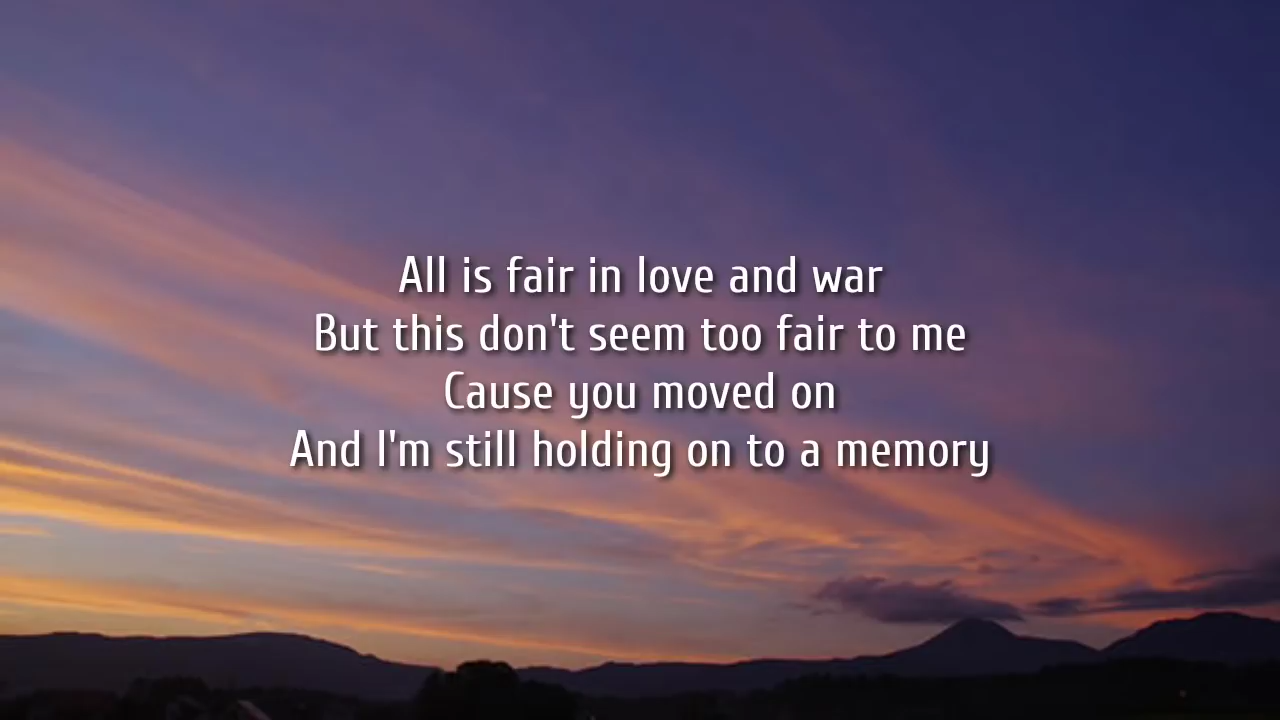 All is fair in love and war
But this don't seem too fair to me
Cause you moved on
And I'm still holding on to a memory